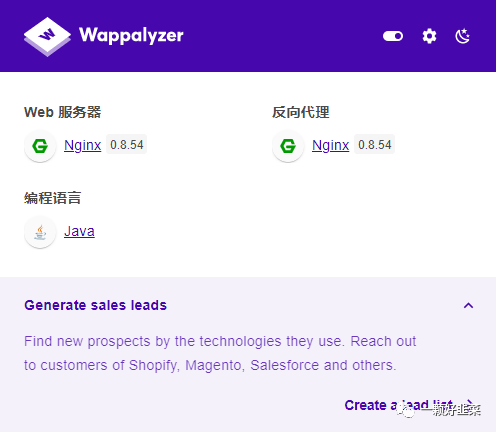 Wappalyzer
Web 服务器
反向代理
Nginx 0.8.54
Nginx 0.8.54
编程语言
Java
Generate sales leads
Find new prospects by the technologies they use. Reach out
to customers of Shopify, Magento, Salesforce and others.
Create a lead list
一颗好韭菜